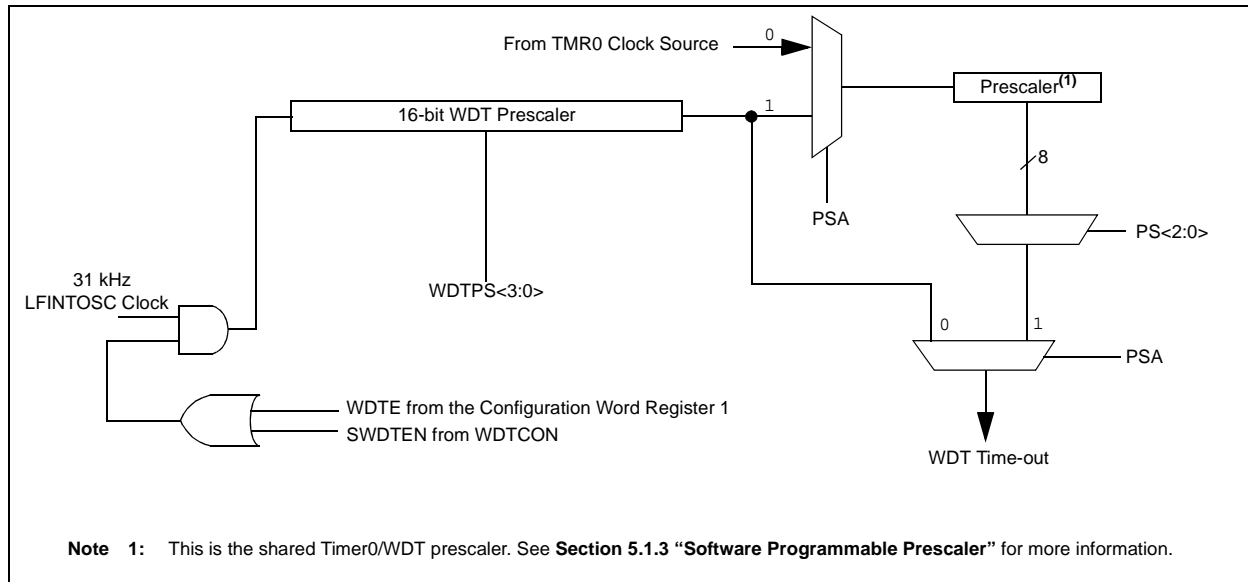 0
From TMR0 Clock Source
Prescaler(1)
16-bit WDT Prescaler
1
8
PSA
PS<2:0>
31 kHz
LFINTOSC Clock
WDTPS<3:0>
0
1
PSA
WDTE from the Configuration Word Register 1
SWDTEN from WDTCON
WDT Time-out
Note 1: This is the shared Timer0/WDT prescaler. See Section 5.1.3 “Software Programmable Prescaler” for more information.